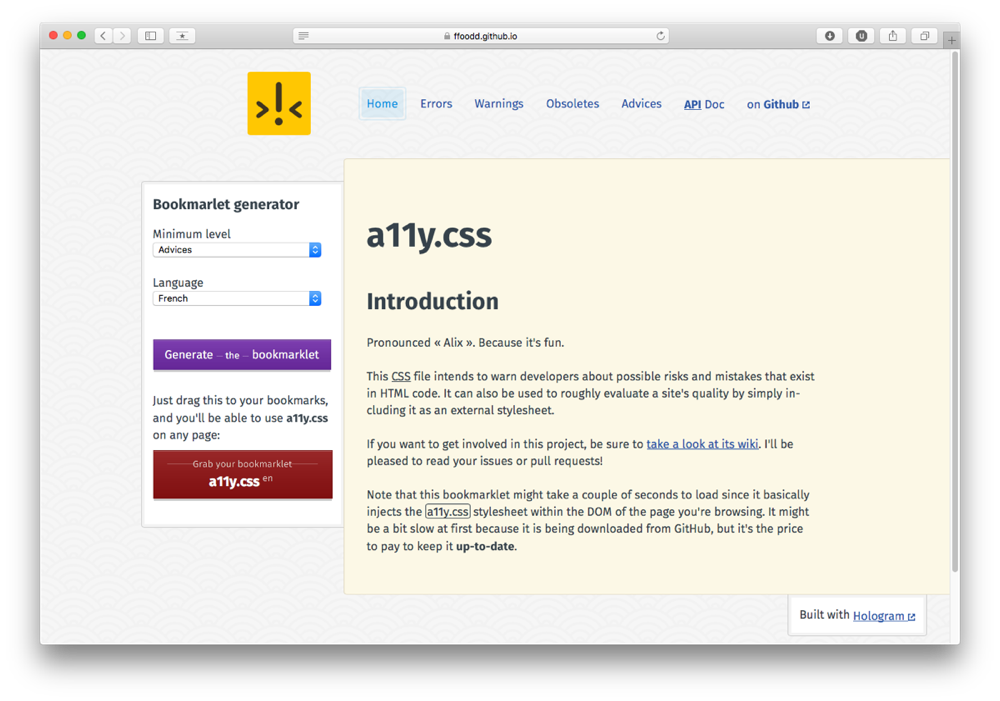 ffoodd.github.io
>!<
Home Errors Warnings Obsoletes Advices API Doc on Github
Bookmarlet generator
Minimum level
Advices
Language
French
Generate – the – bookmarklet
Just drag this to your bookmarks,
and you'll be able to use a11y.css
on any page:
Grab your bookmarklet
a11y.css en
a11y.css
Introduction
Pronounced « Alix ». Because it's fun.
This CSS file intends to warn developers about possible risks and mistakes that exist
in HTML code. It can also be used to roughly evaluate a site's quality by simply in-
cluding it as an external stylesheet.
If you want to get involved in this project, be sure to take a look at its wiki. I'll be
pleased to read your issues or pull requests!
Note that this bookmarklet might take a couple of seconds to load since it basically
injects the a11y.css stylesheet within the DOM of the page you're browsing. It might
be a bit slow at first because it is being downloaded from GitHub, but it's the price
to pay to keep it up-to-date.
Built with Hologram